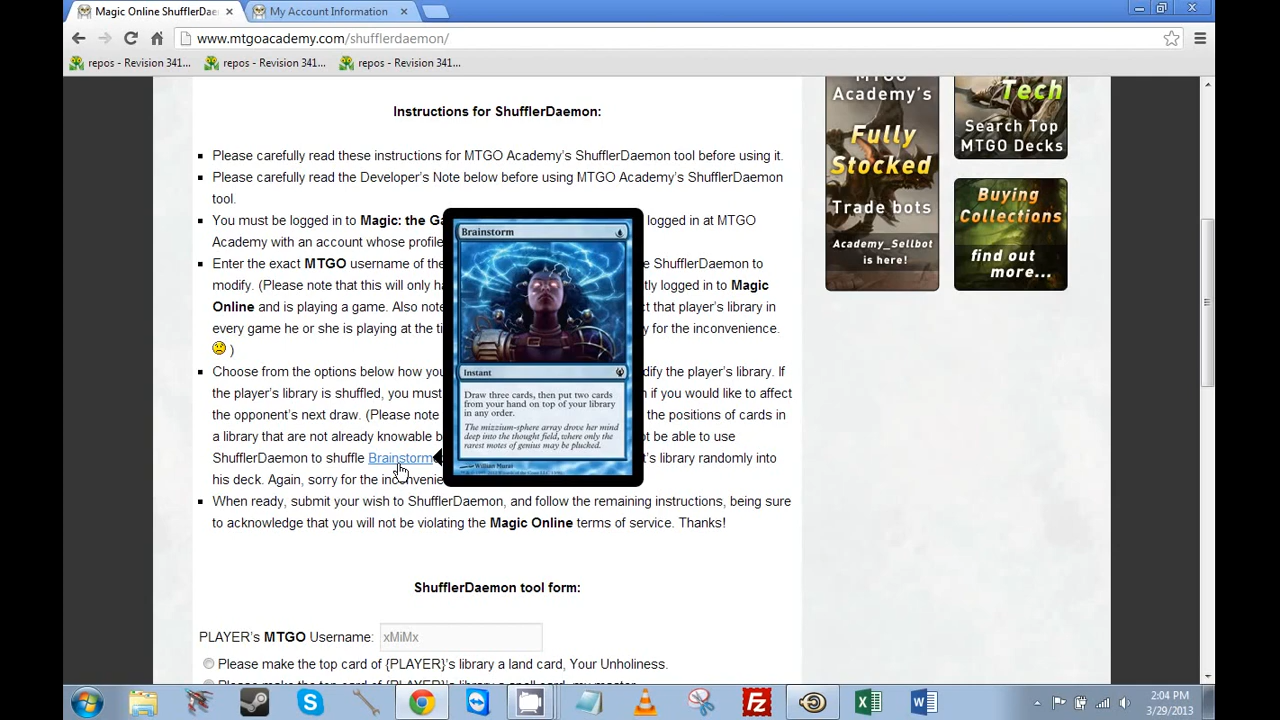 Magic Online ShufflerDaem
My Account Information
www.mtgoacademy.com/shufflerdaemon/
repos - Revision 341...
repos - Revision 341...
repos - Revision 341...
Instructions for ShufflerDaemon:
Please carefully read these instructions for MTGO Academy's ShufflerDaemon tool before using it.
Please carefully read the Developer's Note below before using MTGO Academy's ShufflerDaemon
tool.
You must be logged in to Magic: the Ga logged in at MTGO
Academy with an account whose profile
Enter the exact MTGO username of the e ShufflerDaemon to
modify. (Please note that this will only ha tly logged in to Magic
Online and is playing a game. Also note ct that player's library in
every game he or she is playing at the ti y for the inconvenience.
)
Choose from the options below how you dify the player's library. If
the player's library is shuffled, you must n if you would like to affect
the opponent's next draw. (Please note the positions of cards in
a library that are not already knowable b ot be able to use
ShufflerDaemon to shuffle Brainstorm t's library randomly into
his deck. Again, sorry for the inconvenie
When ready, submit your wish to ShufflerDaemon, and follow the remaining instructions, being sure
to acknowledge that you will not be violating the Magic Online terms of service. Thanks!
Brainstorm
Instant
Draw three cards, then put two cards
from your hand on top of your library
in any order.
The mizzium-sphere array drove her mind
deep into the thought field, where only the
rarest motes of genius may be plucked.
ShufflerDaemon tool form:
PLAYER's MTGO Username: xMiMx
Please make the top card of {PLAYER}'s library a land card, Your Unholiness.
MTGO
Academy's
Fully
Stocked
Trade bots
Academy_Sellbot
is here!
Tech
Search Top
MTGO Decks
Buying
Collections
find out
more...
2:04 PM
3/29/2013